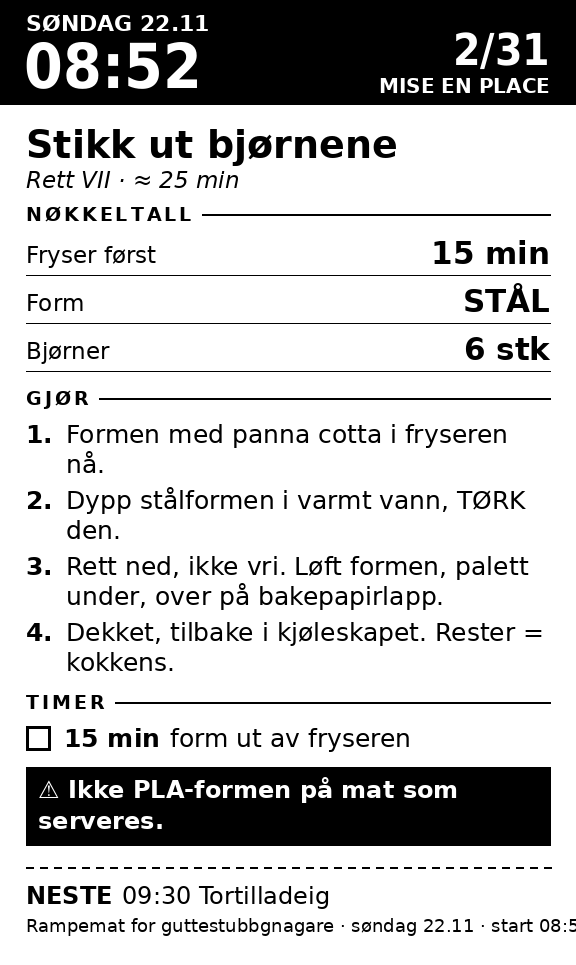 SØNDAG 22.11
08:52
2/31
MISE EN PLACE
Stikk ut bjørnene
Rett VII · ≈ 25 min
NØKKELTALL
Fryser først 15 min
Form STÅL
Bjørner 6 stk
GJØR
1. Formen med panna cotta i fryseren
nå.
2. Dypp stålformen i varmt vann, TØRK
den.
3. Rett ned, ikke vri. Løft formen, palett
under, over på bakepapirlapp.
4. Dekket, tilbake i kjøleskapet. Rester =
kokkens.
TIMER
☐ 15 min form ut av fryseren
⚠ Ikke PLA-formen på mat som
serveres.
NESTE 09:30 Tortilladeig
Rampemat for guttestubbgnagare · søndag 22.11 · start 08:5